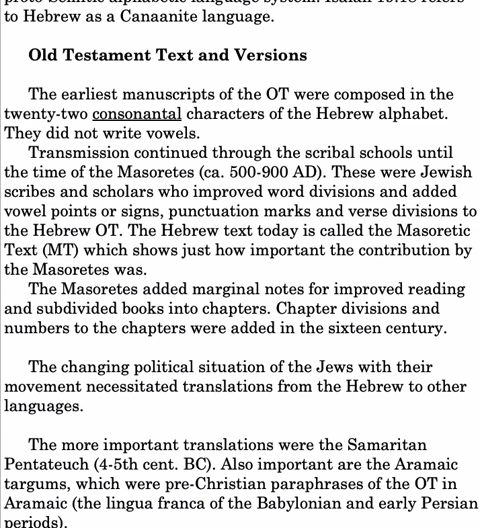 to Hebrew as a Canaanite language.
Old Testament Text and Versions
The earliest manuscripts of the OT were composed in the
twenty-two consonantal characters of the Hebrew alphabet.
They did not write vowels.
Transmission continued through the scribal schools until
the time of the Masoretes (ca. 500-900 AD). These were Jewish
scribes and scholars who improved word divisions and added
vowel points or signs, punctuation marks and verse divisions to
the Hebrew OT. The Hebrew text today is called the Masoretic
Text (MT) which shows just how important the contribution by
the Masoretes was.
The Masoretes added marginal notes for improved reading
and subdivided books into chapters. Chapter divisions and
numbers to the chapters were added in the sixteen century.
The changing political situation of the Jews with their
movement necessitated translations from the Hebrew to other
languages.
The more important translations were the Samaritan
Pentateuch (4-5th cent. BC). Also important are the Aramaic
targums, which were pre-Christian paraphrases of the OT in
Aramaic (the lingua franca of the Babylonian and early Persian
periods).